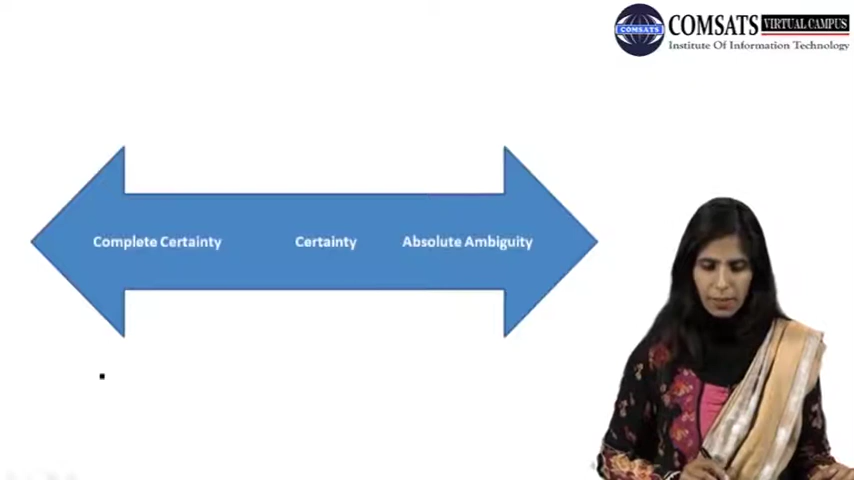 COMSATS VIRTUAL CAMPUS
COMSATS
Institute Of Information Technology
Complete Certainty Certainty Absolute Ambiguity